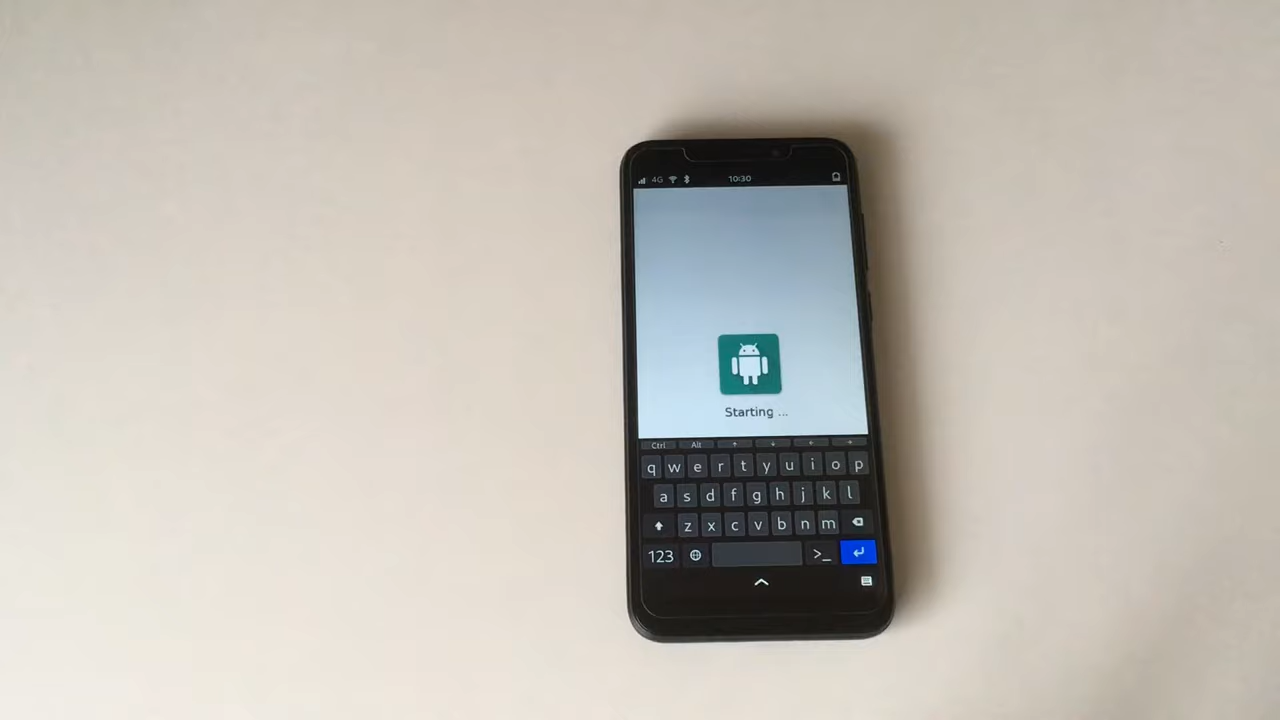 4G 10:30
Starting ...
Ctrl Alt ↑ ↓ ← →
q w e r t y u i o p
a s d f g h j k l
z x c v b n m
123 >_